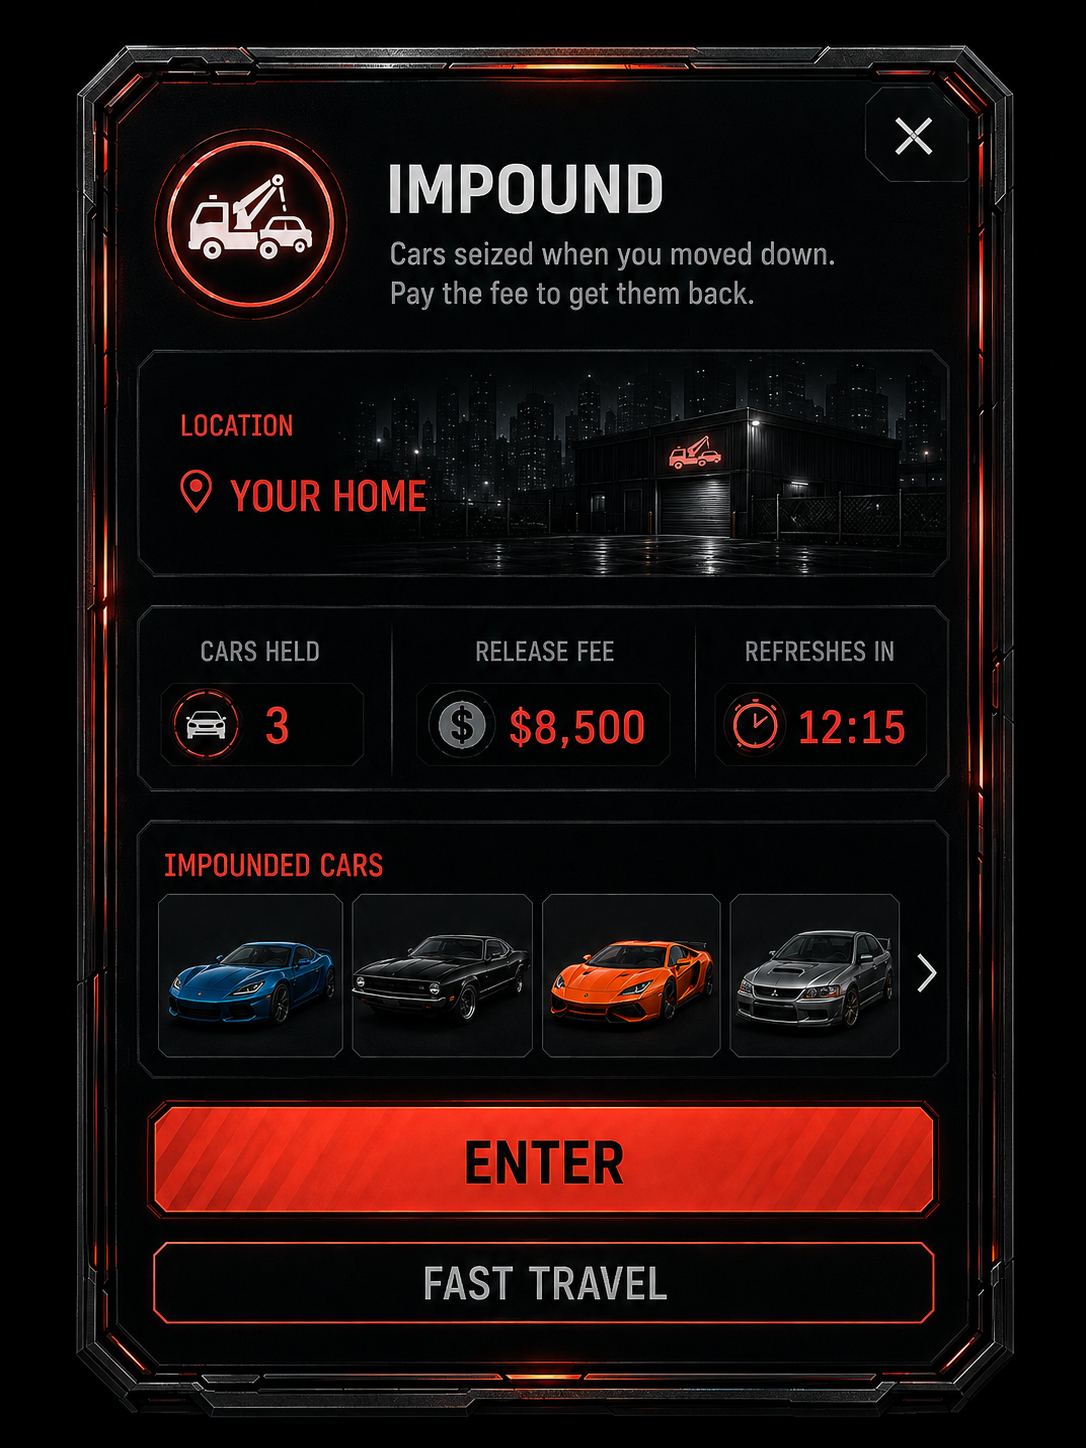 IMPOUND
Cars seized when you moved down.
Pay the fee to get them back.
LOCATION
YOUR HOME
CARS HELD
RELEASE FEE
REFRESHES IN
3
$
$8,500
12:15
IMPOUNDED CARS
ENTER
FAST TRAVEL